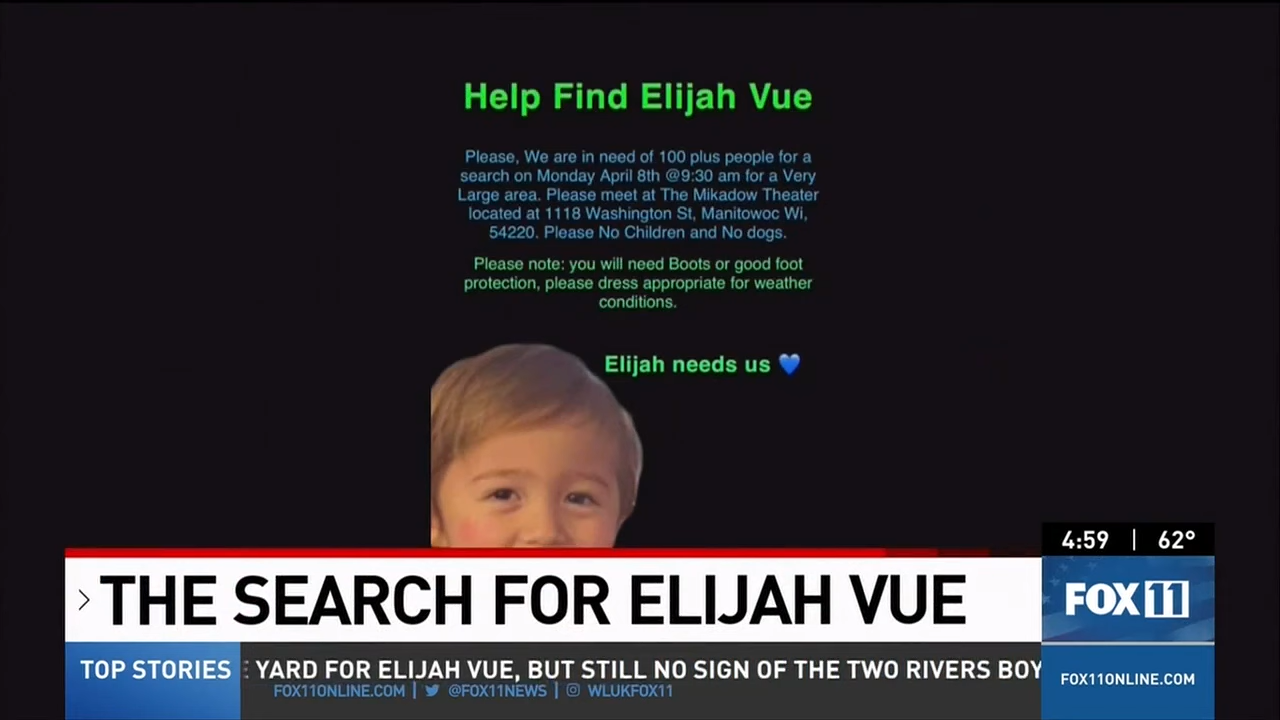 Help Find Elijah Vue
Please, We are in need of 100 plus people for a
search on Monday April 8th @9:30 am for a Very
Large area. Please meet at The Mikadow Theater
located at 1118 Washington St, Manitowoc Wi,
54220. Please No Children and No dogs.
Please note: you will need Boots or good foot
protection, please dress appropriate for weather
conditions.
Elijah needs us 💙
4:59 | 62°
> THE SEARCH FOR ELIJAH VUE
FOX 11
TOP STORIES
YARD FOR ELIJAH VUE, BUT STILL NO SIGN OF THE TWO RIVERS BOY
FOX11ONLINE.COM | @FOX11NEWS | WLUKFOX11
FOX11ONLINE.COM